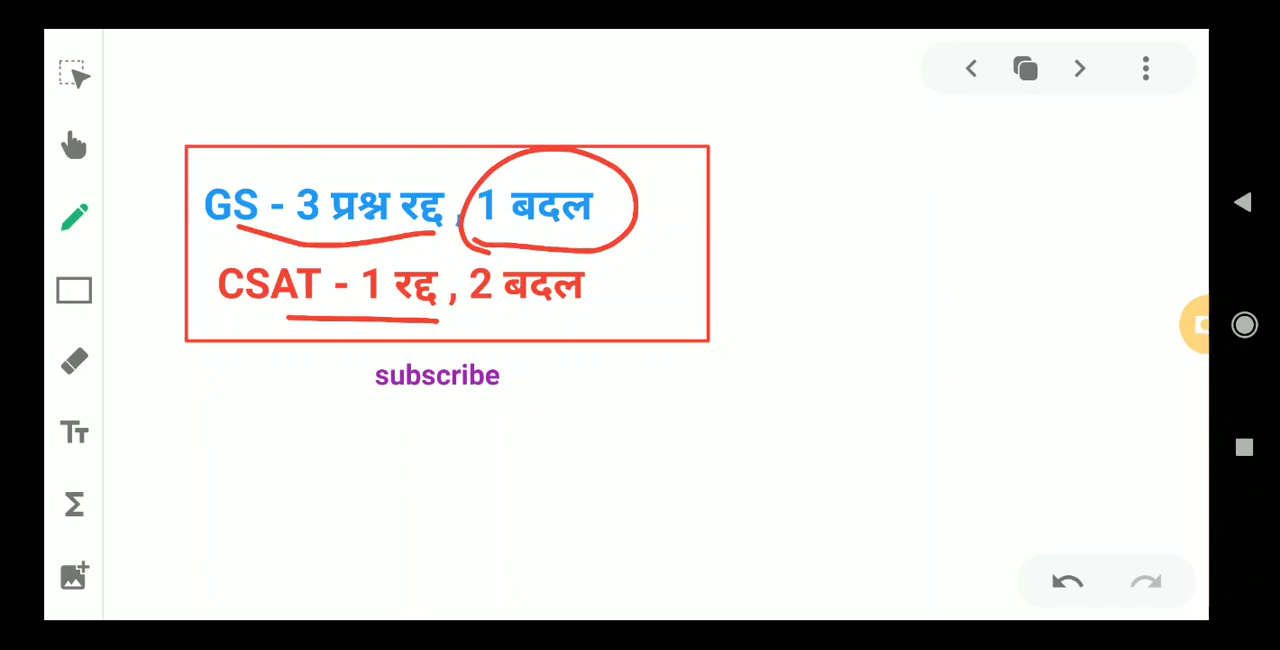 GS - 3 प्रश्न रद्द , 1 बदल
CSAT - 1 रद्द , 2 बदल
subscribe